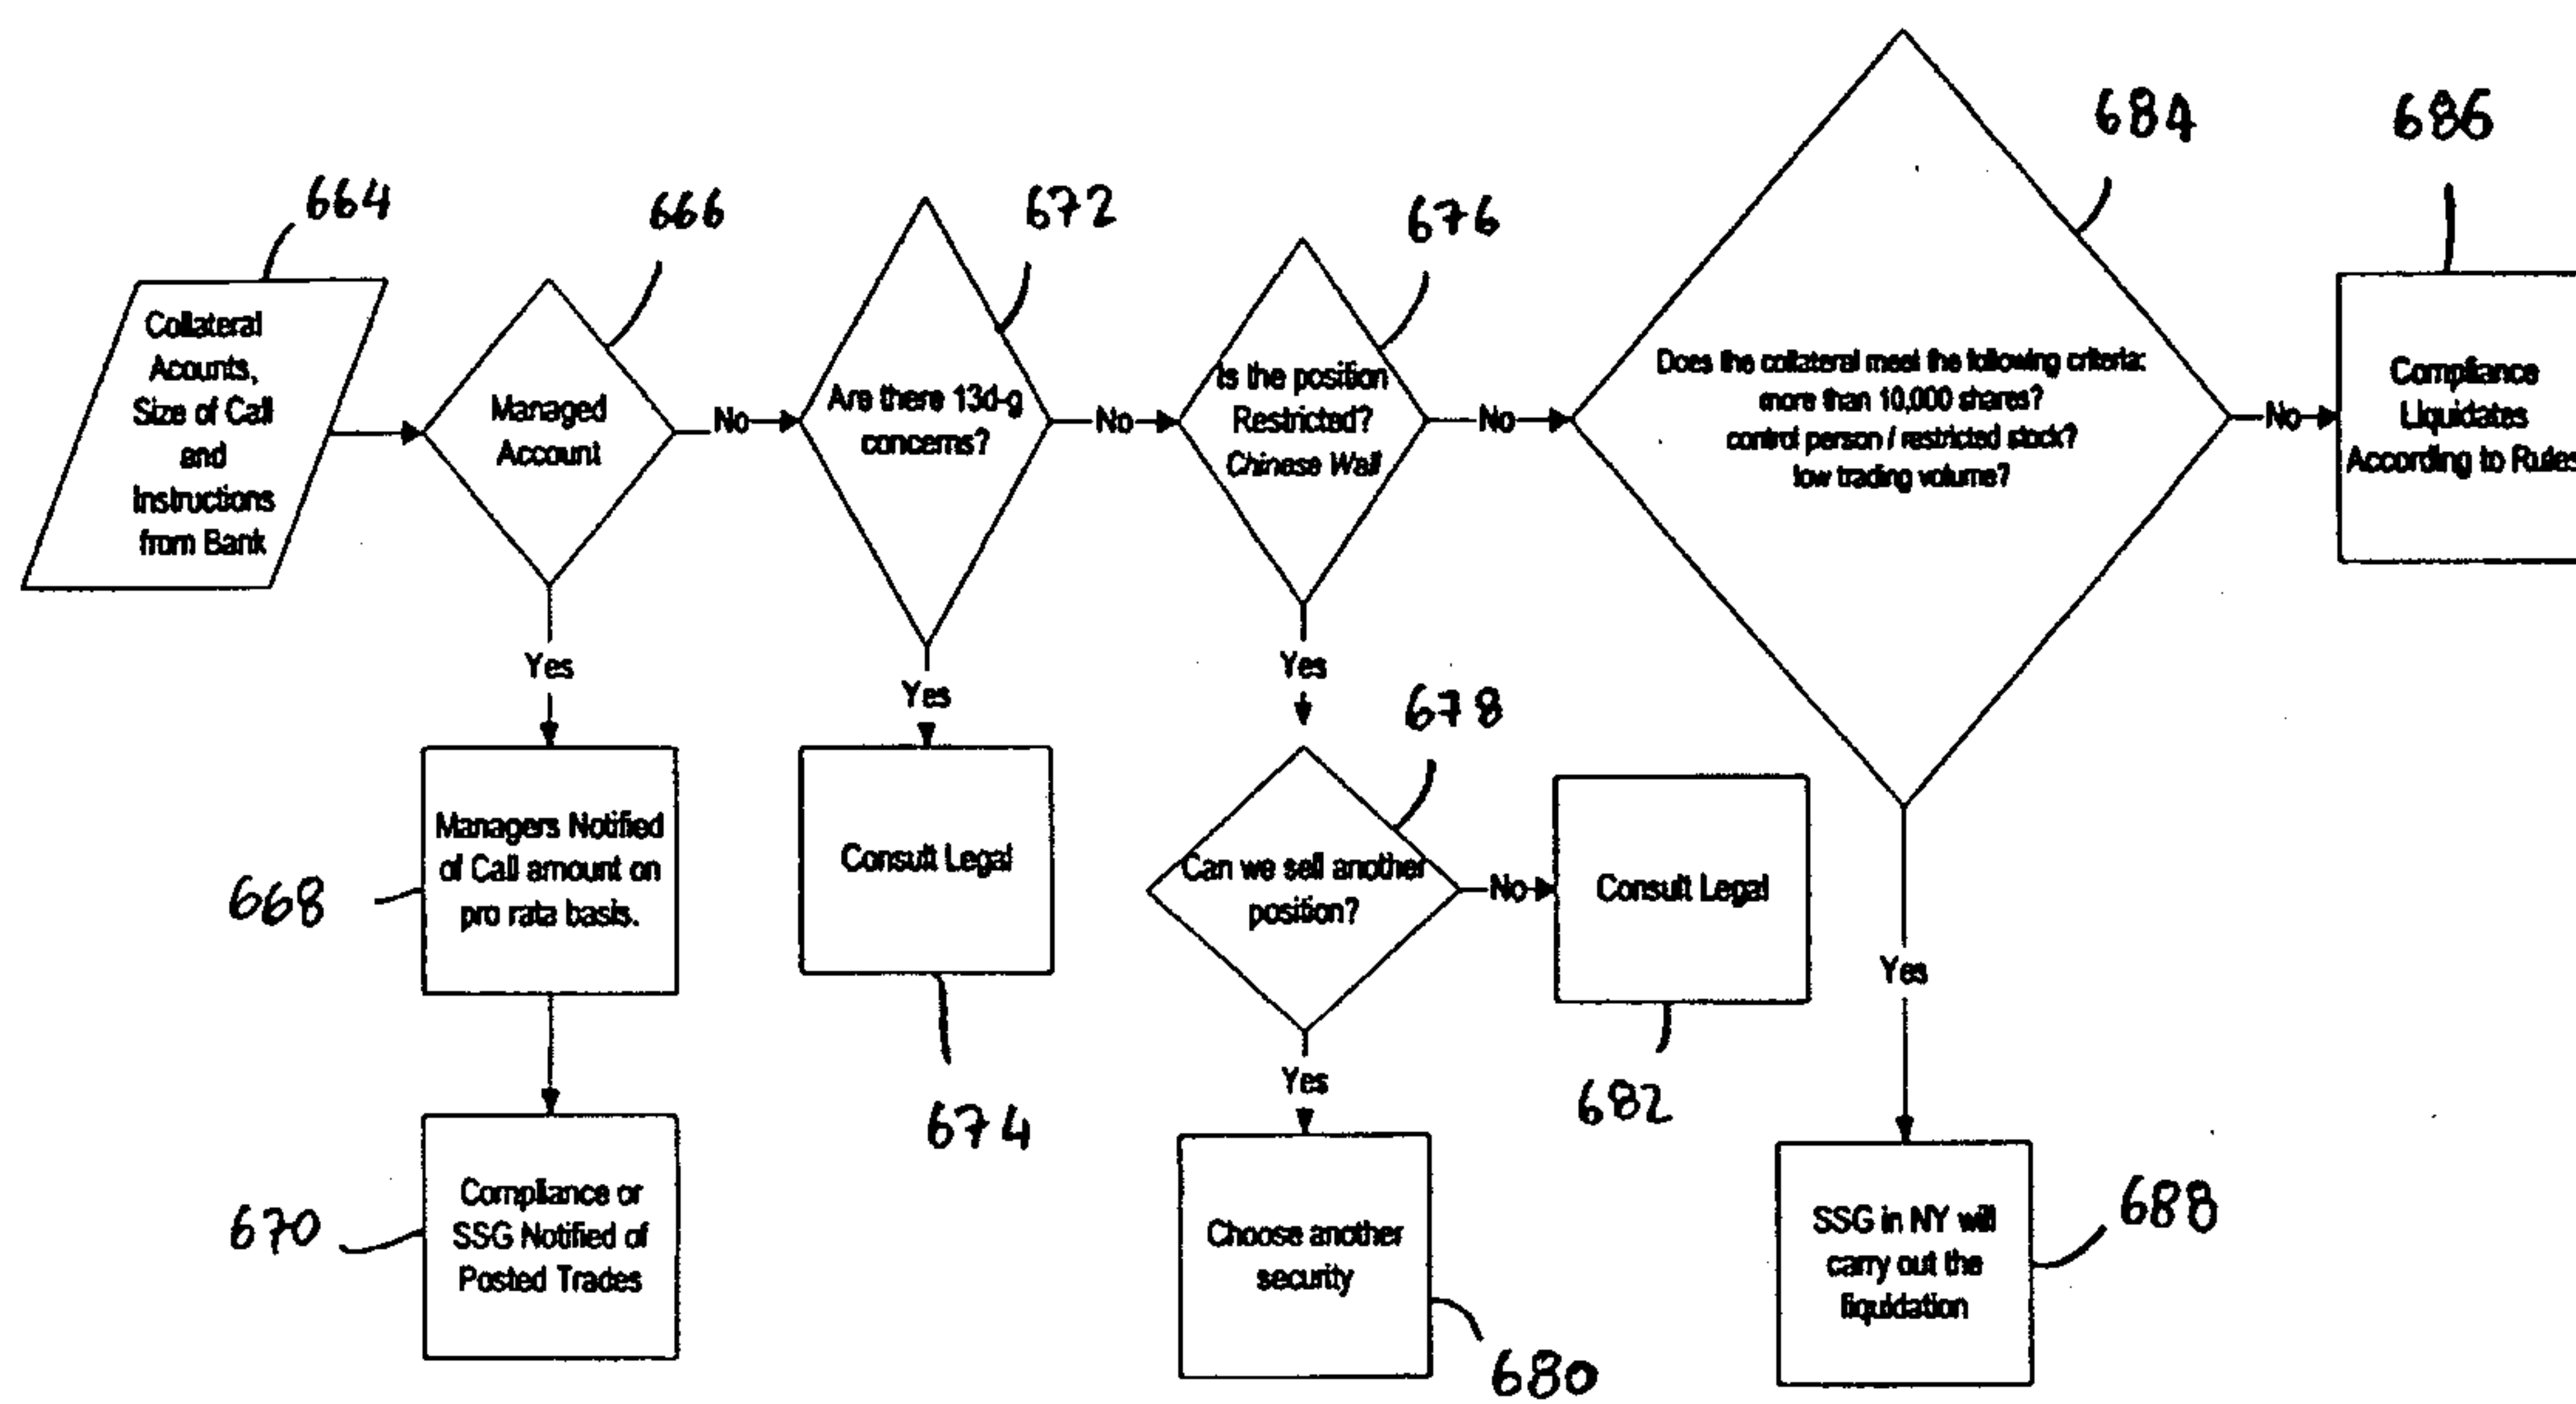 664
Collateral
Acounts,
Size of Call
and
Instructions
from Bank
666
Managed
Account
No
Yes
668
Managers Notified
of Call amount on
pro rata basis.
670
Compliance or
SSG Notified of
Posted Trades
672
Are there 13d-g
concerns?
No
Yes
Consult Legal
674
676
Is the position
Restricted?
Chinese Wall
No
Yes
678
Can we sell another
position?
No
Consult Legal
682
Yes
Choose another
security
680
684
Does the collateral meet the following criteria:
more than 10,000 shares?
control person / restricted stock?
low trading volume?
No
Yes
SSG in NY will
carry out the
liquidation
688
686
Compliance
Liquidates
According to Rules